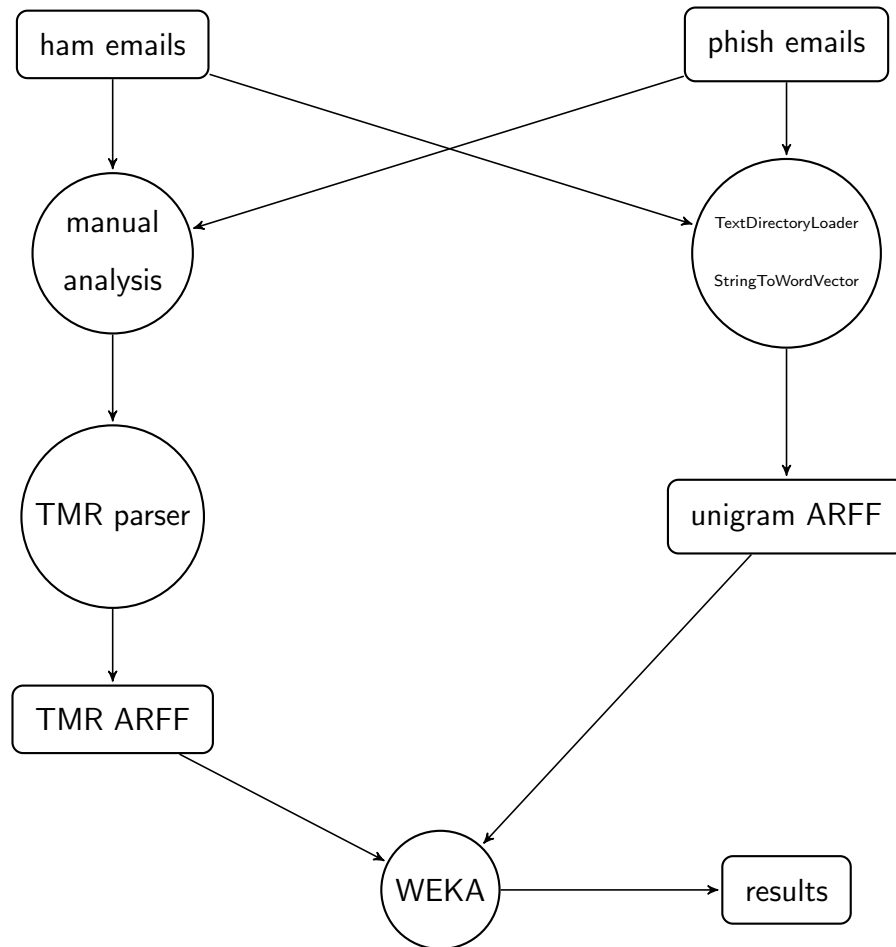 ham emails
phish emails
manual
analysis
TextDirectoryLoader
StringToWordVector
TMR parser
unigram ARFF
TMR ARFF
WEKA
results